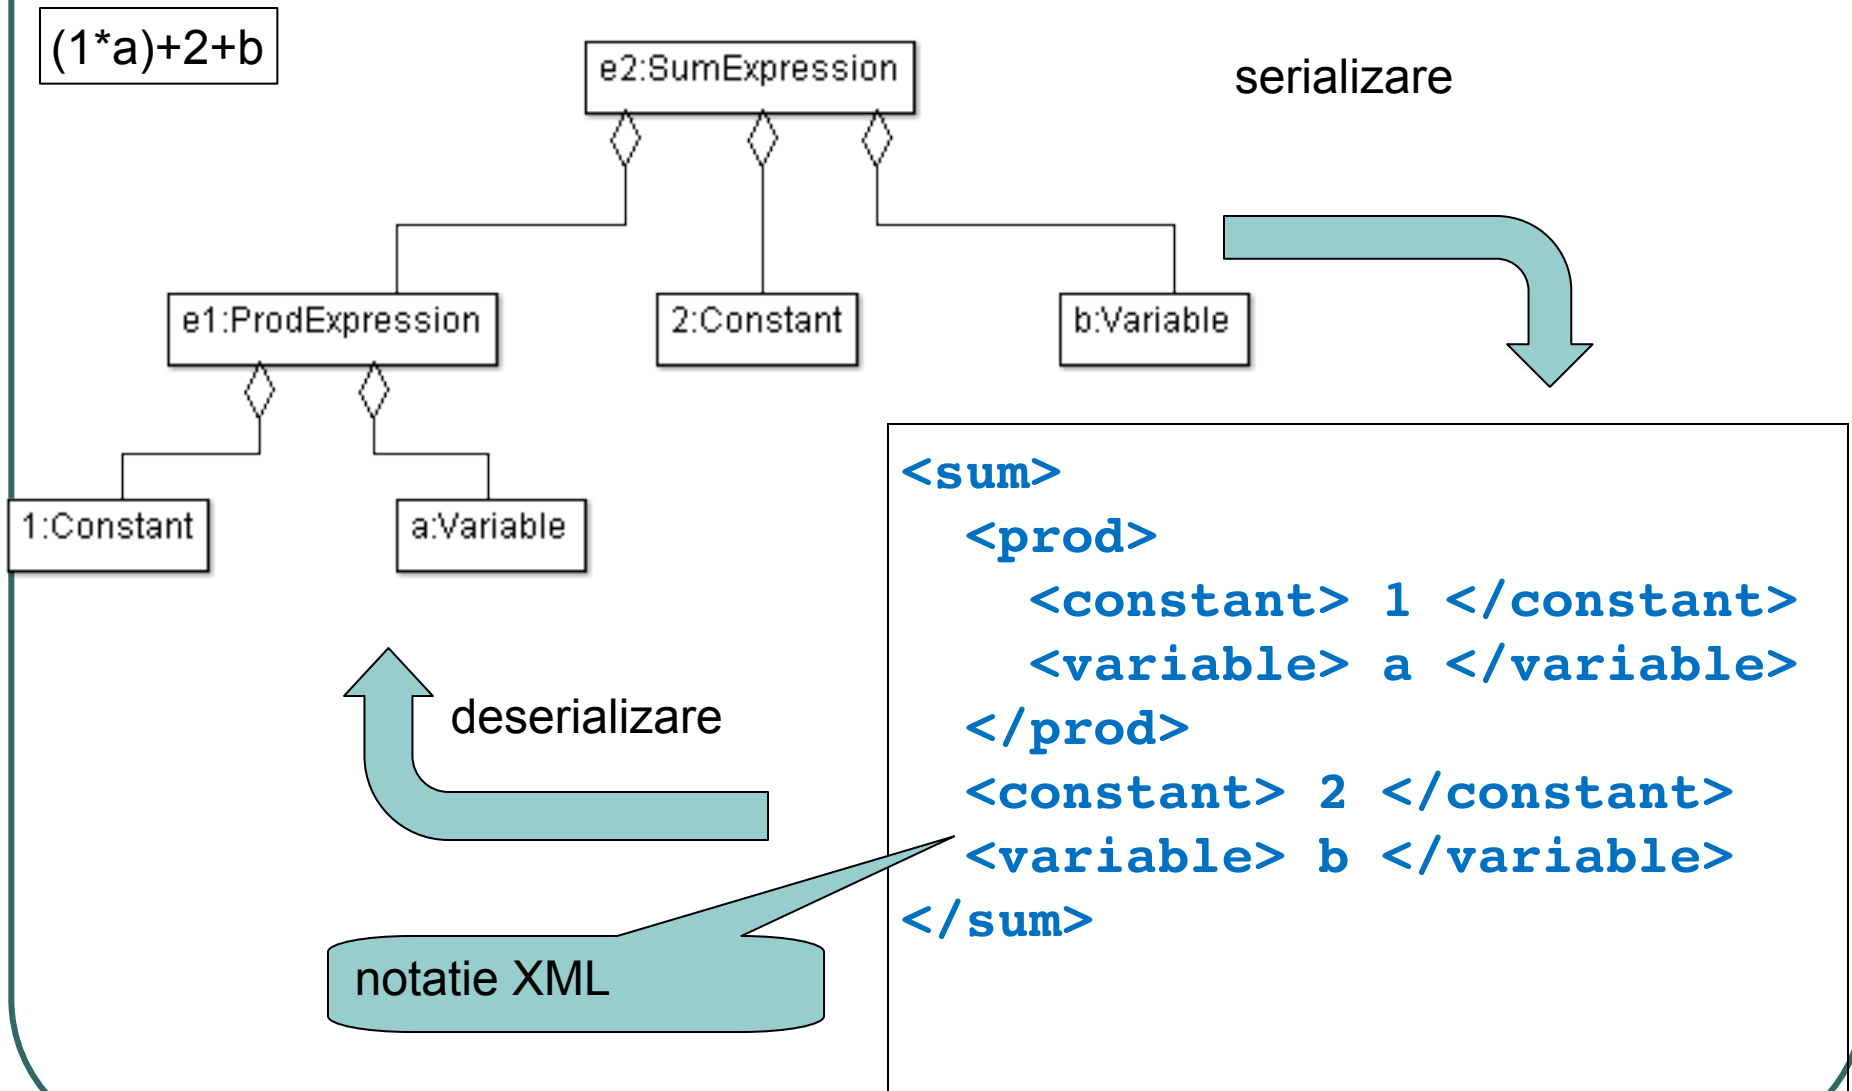 (1*a)+2+b
e2:SumExpression
serializare
e1:ProdExpression
2:Constant
b:Variable
1:Constant
a:Variable
deserializare
notatie XML
<sum>
<prod>
<constant> 1 </constant>
<variable> a </variable>
</prod>
<constant> 2 </constant>
<variable> b </variable>
</sum>